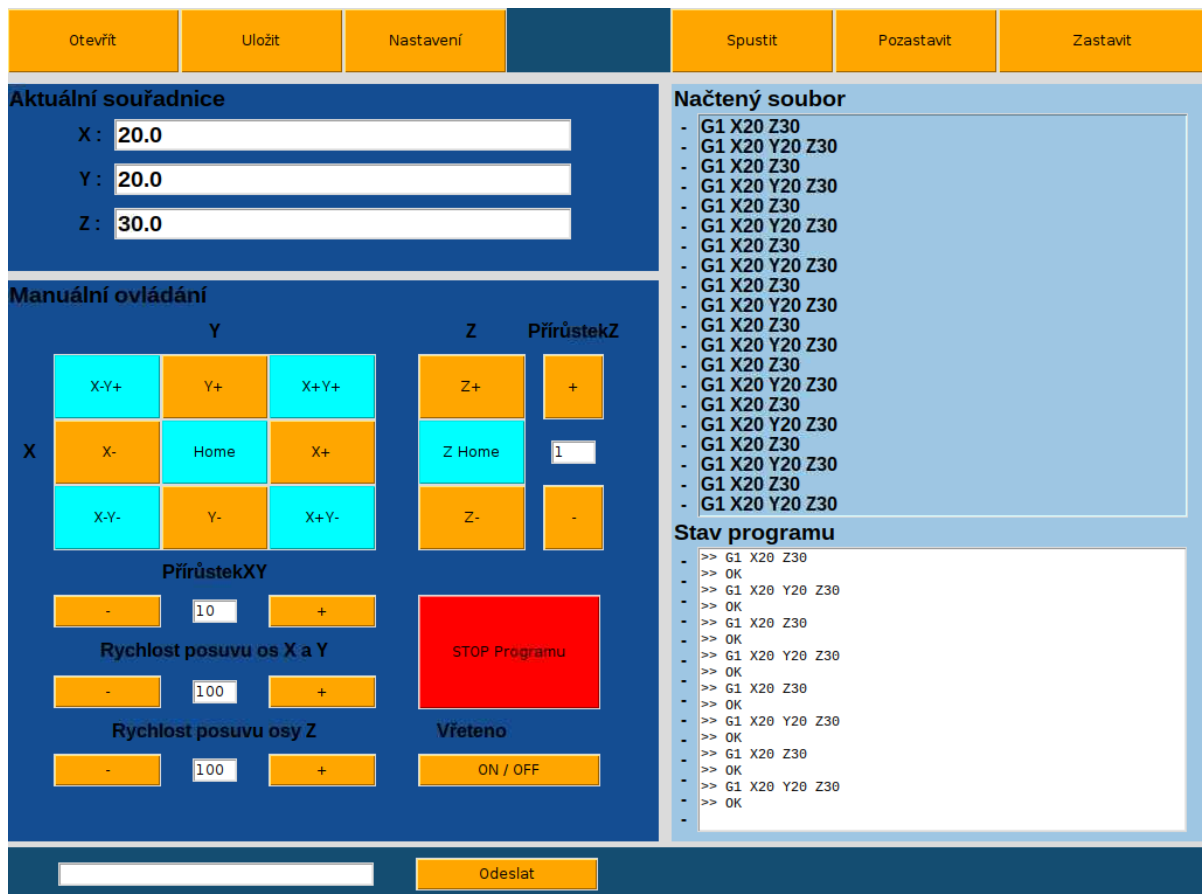 Otevřít Uložit Nastavení Spustit Pozastavit Zastavit
Aktuální souřadnice
X : 20.0
Y : 20.0
Z : 30.0
Manuální ovládání
Y Z PřírůstekZ
X-Y+ Y+ X+Y+ Z+ +
X X- Home X+ Z Home 1
X-Y- Y- X+Y- Z- -
PřírůstekXY
- 10 +
STOP Programu
Rychlost posuvu os X a Y
- 100 +
Rychlost posuvu osy Z Vřeteno
- 100 + ON / OFF
Načtený soubor
- G1 X20 Z30
- G1 X20 Y20 Z30
- G1 X20 Z30
- G1 X20 Y20 Z30
- G1 X20 Z30
- G1 X20 Y20 Z30
- G1 X20 Z30
- G1 X20 Y20 Z30
- G1 X20 Z30
- G1 X20 Y20 Z30
- G1 X20 Z30
- G1 X20 Y20 Z30
- G1 X20 Z30
- G1 X20 Y20 Z30
- G1 X20 Z30
- G1 X20 Y20 Z30
- G1 X20 Z30
- G1 X20 Y20 Z30
- G1 X20 Z30
- G1 X20 Y20 Z30
Stav programu
>> G1 X20 Z30
>> OK
>> G1 X20 Y20 Z30
>> OK
>> G1 X20 Z30
>> OK
>> G1 X20 Y20 Z30
>> OK
>> G1 X20 Z30
>> OK
>> G1 X20 Y20 Z30
>> OK
>> G1 X20 Z30
>> OK
>> G1 X20 Y20 Z30
>> OK
Odeslat